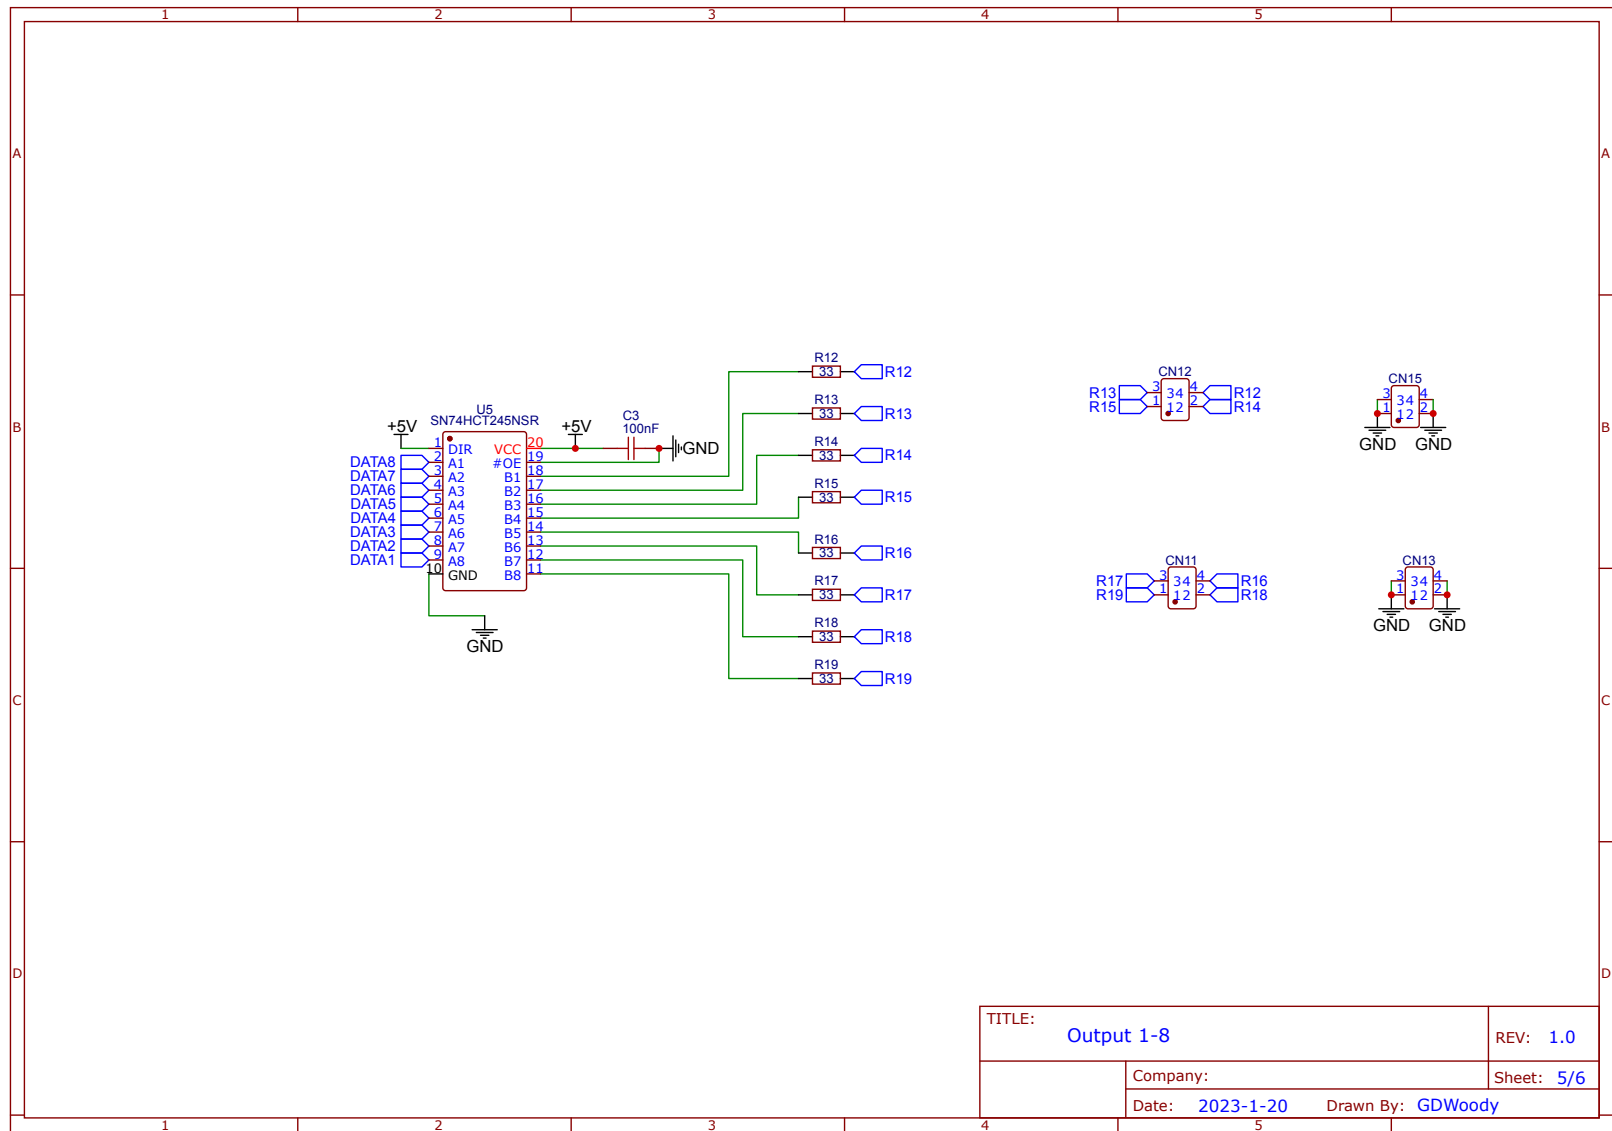 1 2 3 4 5
A A
B B
C C
D D
1 2 3 4 5
U5
SN74HCT245NSR
+5V
1 DIR
DATA8 2 A1
DATA7 3 A2
DATA6 4 A3
DATA5 5 A4
DATA4 6 A5
DATA3 7 A6
DATA2 8 A7
DATA1 9 A8
10 GND
GND
VCC 20
#OE 19
B1 18
B2 17
B3 16
B4 15
B5 14
B6 13
B7 12
B8 11
+5V
C3
100nF
GND
R12
33 R12
R13
33 R13
R14
33 R14
R15
33 R15
R16
33 R16
R17
33 R17
R18
33 R18
R19
33 R19
CN12
R13 3 34 4 R12
R15 1 12 2 R14
CN15
3 34 4
1 12 2
GND GND
CN11
R17 3 34 4 R16
R19 1 12 2 R18
CN13
3 34 4
1 12 2
GND GND
TITLE:
Output 1-8
REV: 1.0
Company:
Sheet: 5/6
Date: 2023-1-20 Drawn By: GDWoody